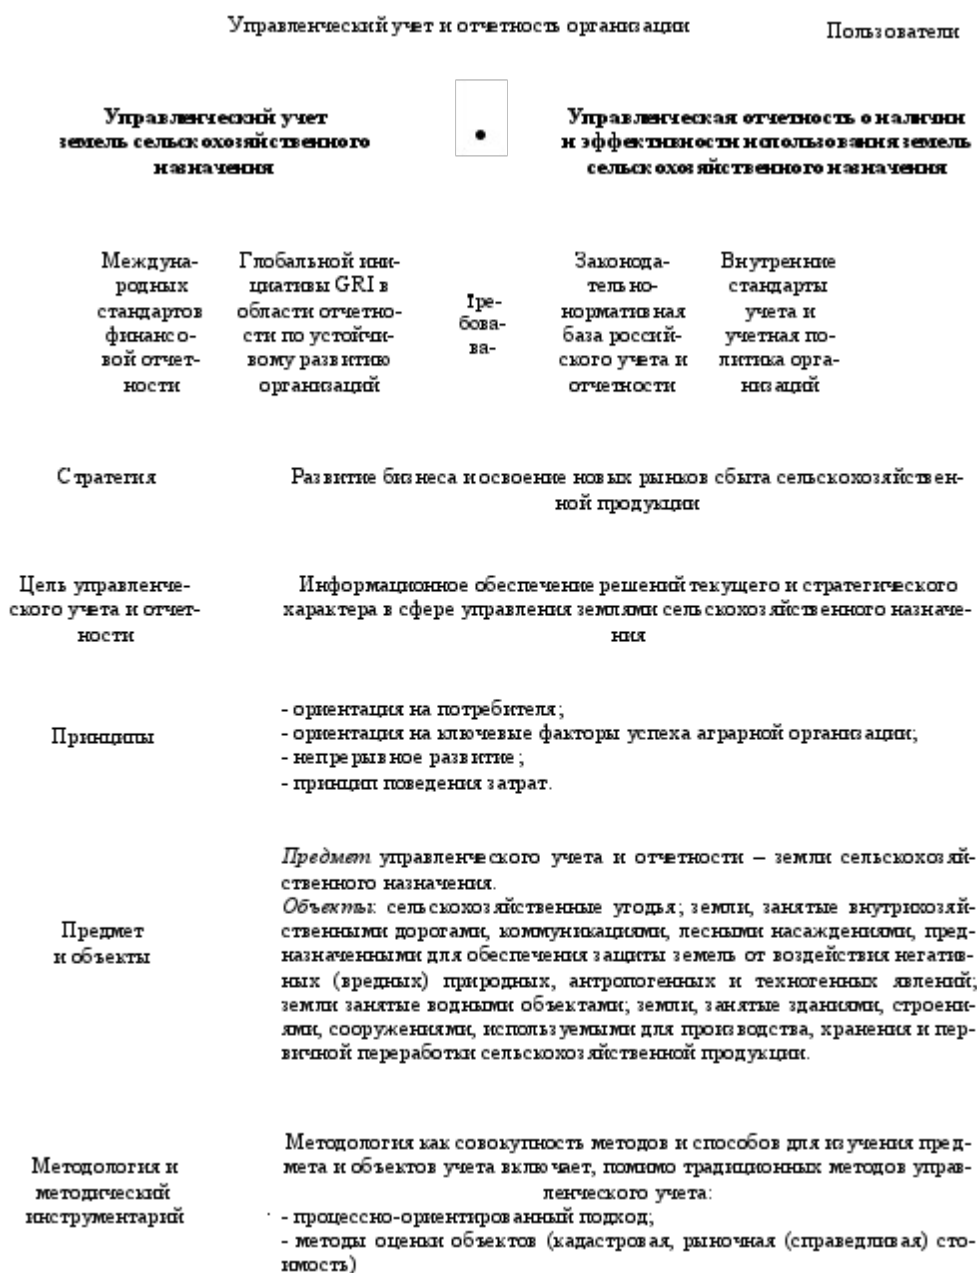 Управленческий учет и отчетность организации
Пользователи
Управленческий учет
земель сельскохозяйственного
назначения
Управленческая отчетность о наличии
и эффективности использования земель
сельскохозяйственного назначения
Междуна-
родных
стандартов
финансо-
вой отчет-
ности
Глобальной ини-
циативы GRI в
области отчетно-
сти по устойчи-
вому развитию
организаций
Тре-
бова-
ва-
Законода-
тельно-
нормативная
база россий-
ского учета и
отчетности
Внутренние
стандарты
учета и
учетная по-
литика орга-
низаций
Стратегия
Развитие бизнеса и освоение новых рынков сбыта сельскохозяйствен-
ной продукции
Цель управленче-
ского учета и отчет-
ности
Информационное обеспечение решений текущего и стратегического
характера в сфере управления землями сельскохозяйственного назначе-
ния
Принципы
- ориентация на потребителя;
- ориентация на ключевые факторы успеха аграрной организации;
- непрерывное развитие;
- принцип поведения затрат.
Предмет
и объекты
Предмет управленческого учета и отчетности – земли сельскохозяй-
ственного назначения.
Объекты: сельскохозяйственные угодья; земли, занятые внутрихозяй-
ственными дорогами, коммуникациями, лесными насаждениями, пред-
назначенными для обеспечения защиты земель от воздействия негатив-
ных (вредных) природных, антропогенных и техногенных явлений;
земли занятые водными объектами; земли, занятые зданиями, строени-
ями, сооружениями, используемыми для производства, хранения и пер-
вичной переработки сельскохозяйственной продукции.
Методология и
методический
инструментарий
Методология как совокупность методов и способов для изучения пред-
мета и объектов учета включает, помимо традиционных методов управ-
ленческого учета:
- процессно-ориентированный подход;
- методы оценки объектов (кадастровая, рыночная (справедливая) сто-
имость)